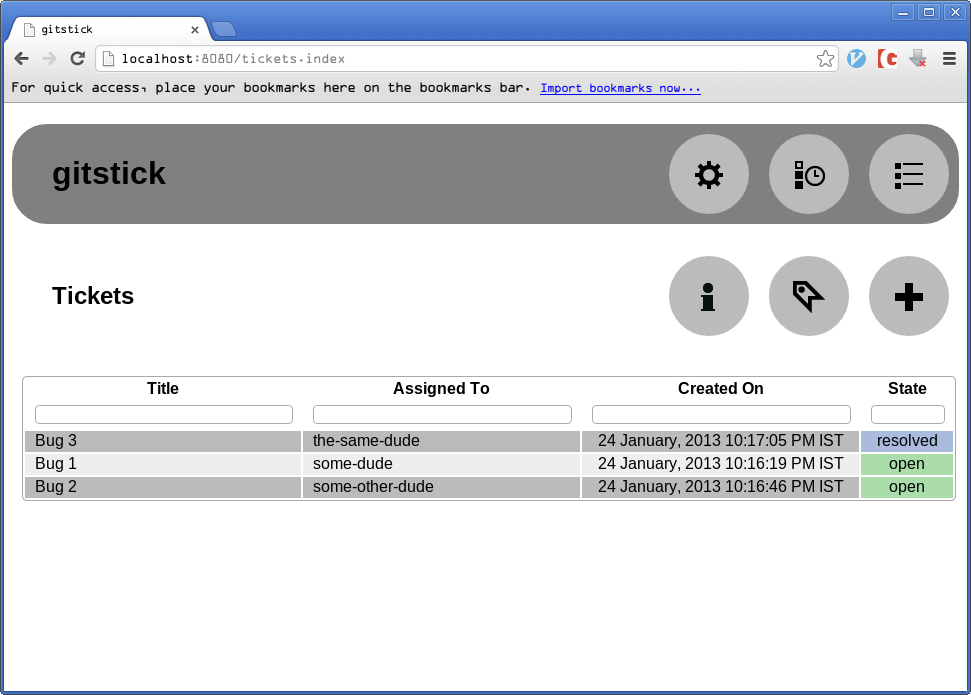 gitstick
localhost:8080/tickets.index
For quick access, place your bookmarks here on the bookmarks bar. Import bookmarks now...
gitstick
Tickets
Title Assigned To Created On State
Bug 3 the-same-dude 24 January, 2013 10:17:05 PM IST resolved
Bug 1 some-dude 24 January, 2013 10:16:19 PM IST open
Bug 2 some-other-dude 24 January, 2013 10:16:46 PM IST open